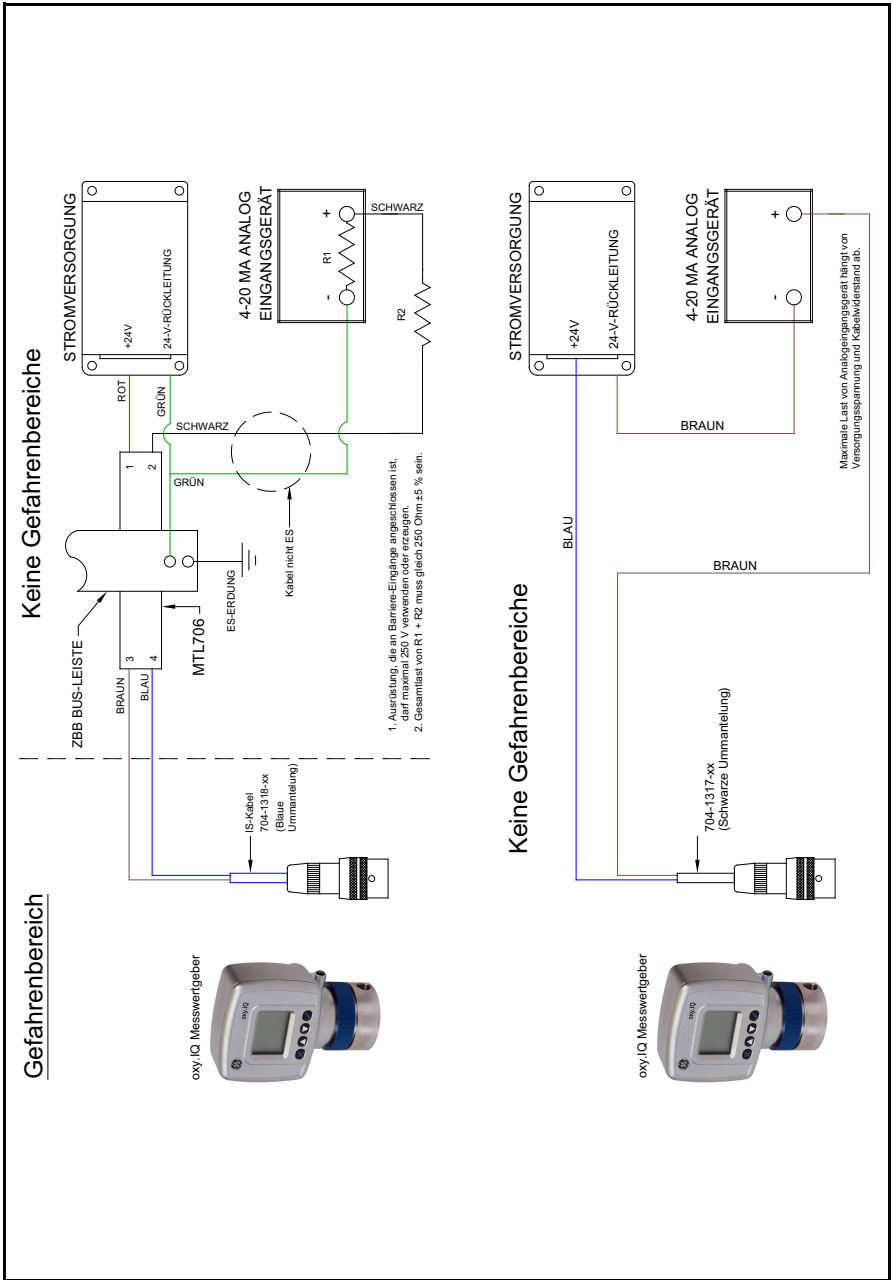 Gefahrenbereich
Keine Gefahrenbereiche
oxy.IQ Messwertgeber
oxy.IQ
IS-Kabel
704-1318-xx
(Blaue
Ummantelung)
ZBB BUS-LEISTE
BRAUN
BLAU
3
4
1
2
MTL706
ES-ERDUNG
ROT
GRÜN
SCHWARZ
GRÜN
Kabel nicht ES
STROMVERSORGUNG
+24V
24-V-RÜCKLEITUNG
4-20 MA ANALOG
EINGANGSGERÄT
-
+
R1
SCHWARZ
R2
1. Ausrüstung, die an Barriere-Eingänge angeschlossen ist,
darf maximal 250 V verwenden oder erzeugen.
2. Gesamtlast von R1 + R2 muss gleich 250 Ohm ±5 % sein.
Keine Gefahrenbereiche
oxy.IQ Messwertgeber
oxy.IQ
704-1317-xx
(Schwarze Ummantelung)
BLAU
BRAUN
BRAUN
STROMVERSORGUNG
+24V
24-V-RÜCKLEITUNG
4-20 MA ANALOG
EINGANGSGERÄT
-
+
Maximale Last von Analogeingangsgerät hängt von
Versorgungsspannung und Kabelwiderstand ab.